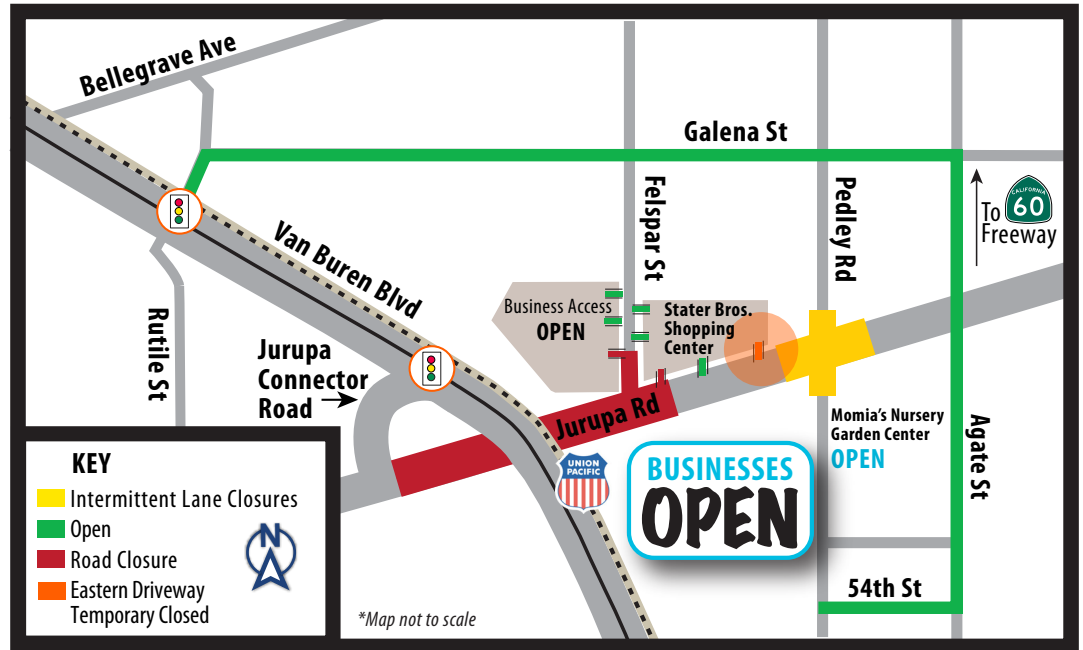 Bellegrave Ave
Galena St
Felspar St
Pedley Rd
CALIFORNIA
60
To
Freeway
Van Buren Blvd
Rutile St
Business Access
OPEN
Stater Bros.
Shopping
Center
Jurupa
Connector
Road
Jurupa Rd
Momia's Nursery
Garden Center
OPEN
Agate St
UNION
PACIFIC
BUSINESSES
OPEN
54th St
KEY
Intermittent Lane Closures
Open
Road Closure
Eastern Driveway
Temporary Closed
N
*Map not to scale